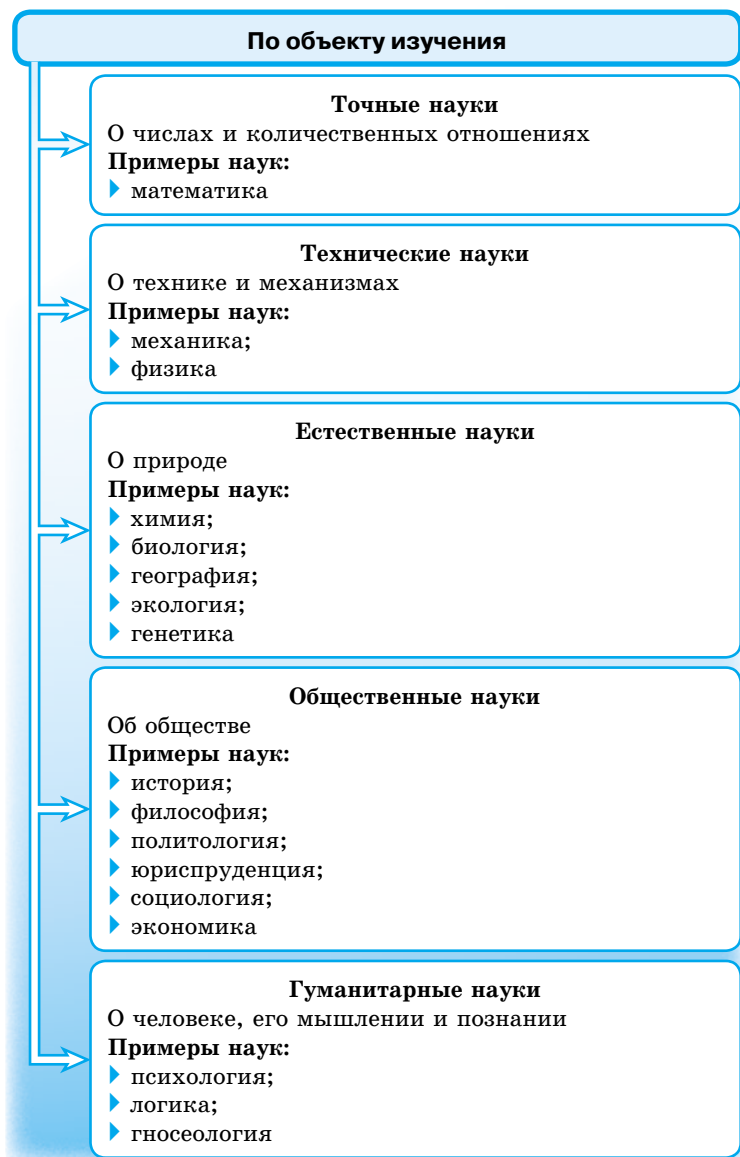 По объекту изучения
Точные науки
О числах и количественных отношениях
Примеры наук:
математика
Технические науки
О технике и механизмах
Примеры наук:
механика;
физика
Естественные науки
О природе
Примеры наук:
химия;
биология;
география;
экология;
генетика
Общественные науки
Об обществе
Примеры наук:
история;
философия;
политология;
юриспруденция;
социология;
экономика
Гуманитарные науки
О человеке, его мышлении и познании
Примеры наук:
психология;
логика;
гносеология